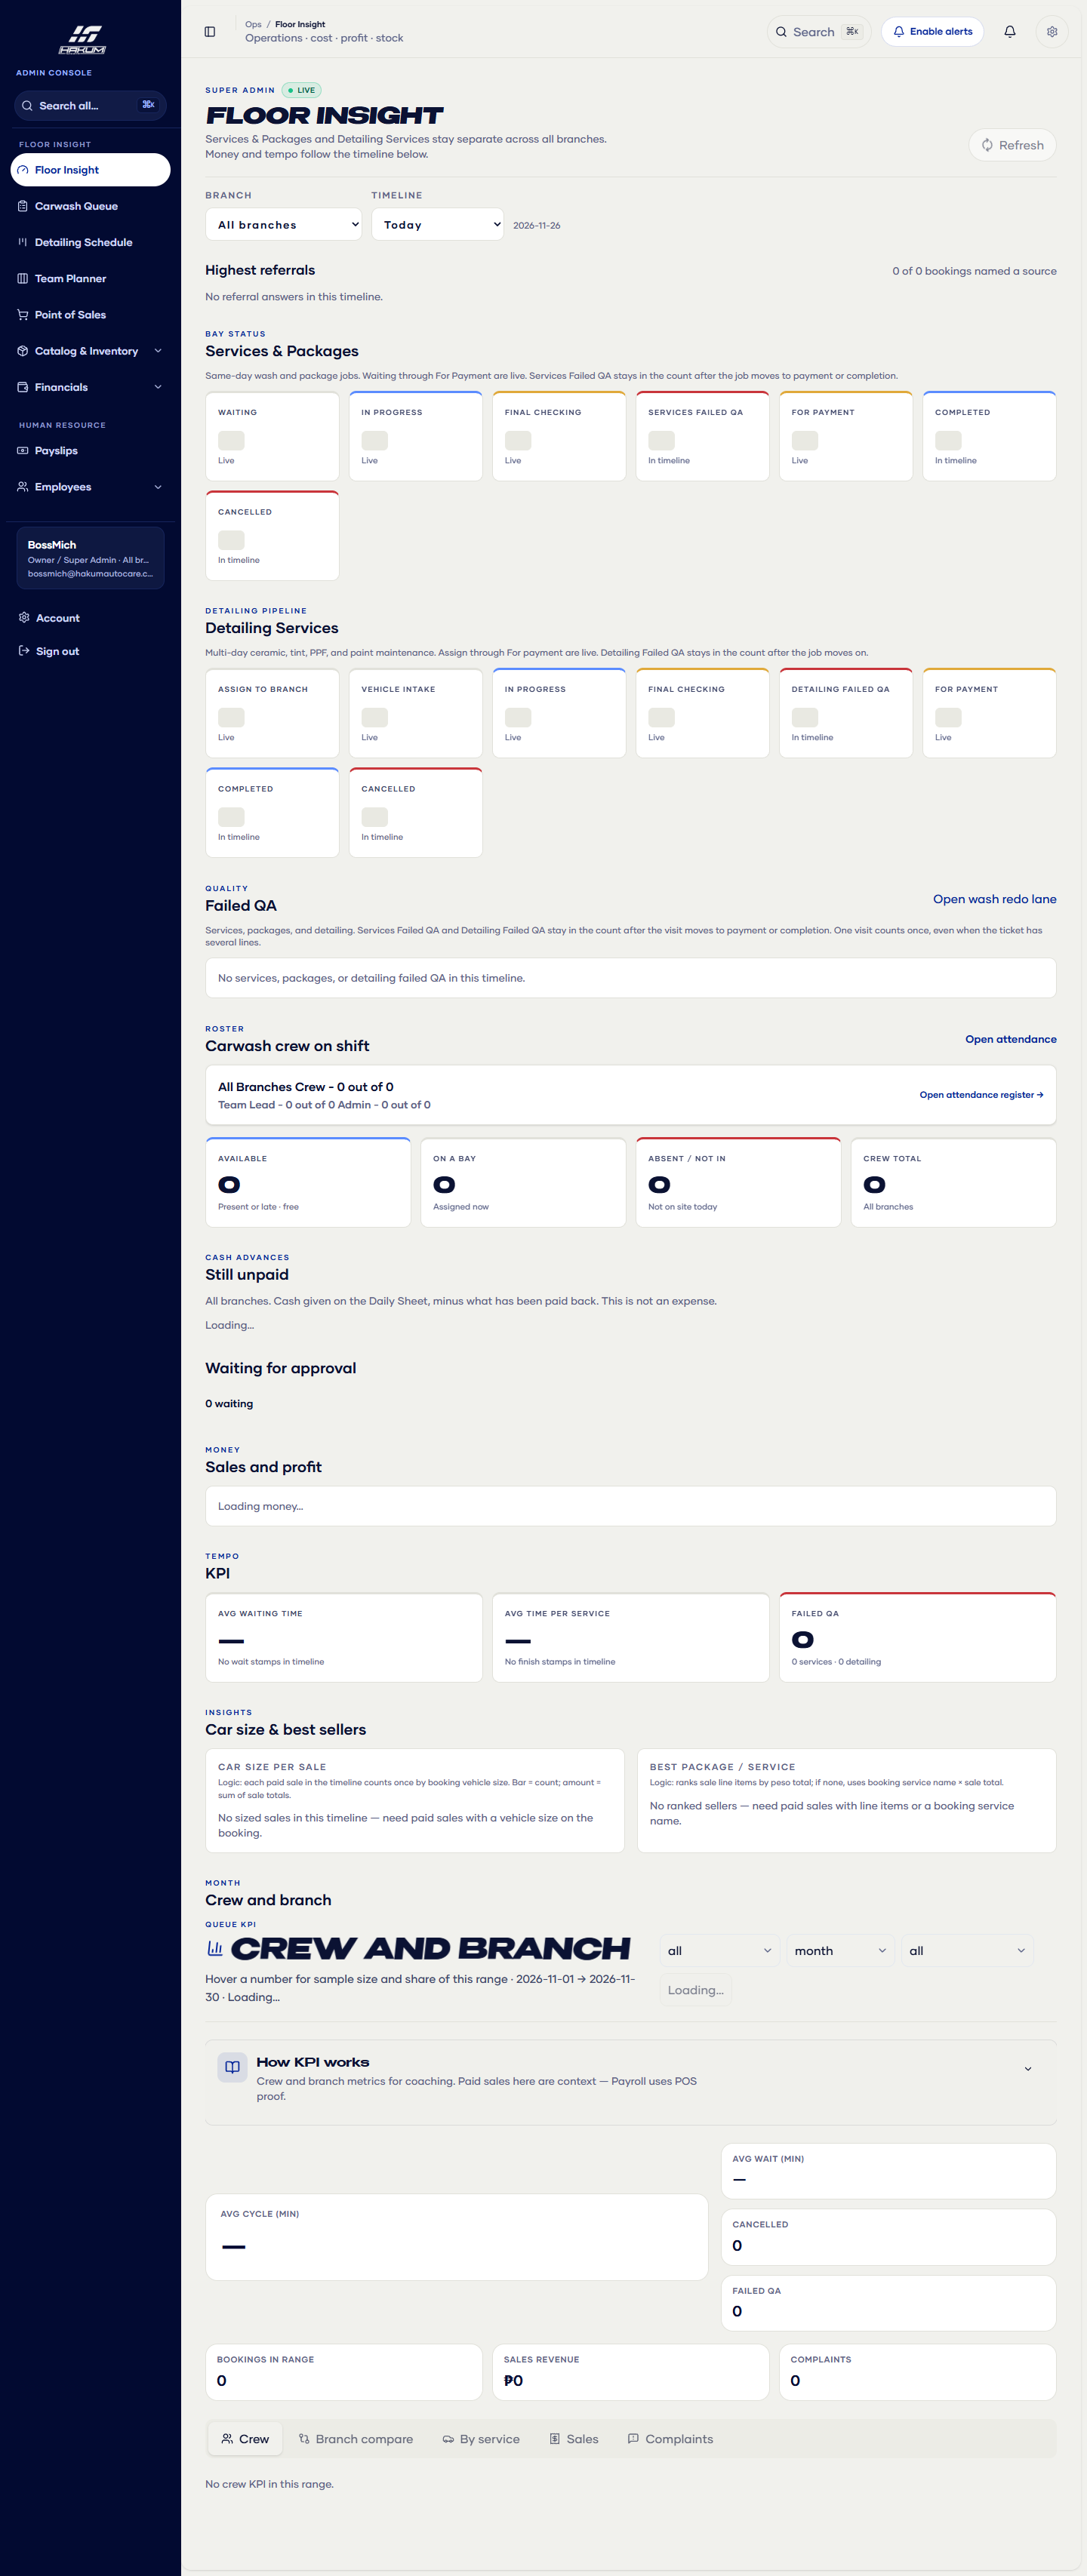 HAKUM
ADMIN CONSOLE
Search all...
⌘K
FLOOR INSIGHT
Floor Insight
Carwash Queue
Detailing Schedule
Team Planner
Point of Sales
Catalog & Inventory
Financials
HUMAN RESOURCE
Payslips
Employees
BossMich
Owner / Super Admin · All br...
bossmich@hakumautocare.c...
Account
Sign out
Ops / Floor Insight
Operations · cost · profit · stock
Search ⌘K
Enable alerts
SUPER ADMIN LIVE
FLOOR INSIGHT
Services & Packages and Detailing Services stay separate across all branches.
Money and tempo follow the timeline below.
Refresh
BRANCH TIMELINE
All branches Today 2026-11-26
Highest referrals 0 of 0 bookings named a source
No referral answers in this timeline.
BAY STATUS
Services & Packages
Same-day wash and package jobs. Waiting through For Payment are live. Services Failed QA stays in the count after the job moves to payment or completion.
WAITING IN PROGRESS FINAL CHECKING SERVICES FAILED QA FOR PAYMENT COMPLETED
Live Live Live In timeline Live In timeline
CANCELLED
In timeline
DETAILING PIPELINE
Detailing Services
Multi-day ceramic, tint, PPF, and paint maintenance. Assign through For payment are live. Detailing Failed QA stays in the count after the job moves on.
ASSIGN TO BRANCH VEHICLE INTAKE IN PROGRESS FINAL CHECKING DETAILING FAILED QA FOR PAYMENT
Live Live Live Live In timeline Live
COMPLETED CANCELLED
In timeline In timeline
QUALITY
Failed QA Open wash redo lane
Services, packages, and detailing. Services Failed QA and Detailing Failed QA stay in the count after the visit moves to payment or completion. One visit counts once, even when the ticket has
several lines.
No services, packages, or detailing failed QA in this timeline.
ROSTER
Carwash crew on shift Open attendance
All Branches Crew - 0 out of 0
Team Lead - 0 out of 0 Admin - 0 out of 0
Open attendance register →
AVAILABLE ON A BAY ABSENT / NOT IN CREW TOTAL
0 0 0 0
Present or late · free Assigned now Not on site today All branches
CASH ADVANCES
Still unpaid
All branches. Cash given on the Daily Sheet, minus what has been paid back. This is not an expense.
Loading...
Waiting for approval
0 waiting
MONEY
Sales and profit
Loading money...
TEMPO
KPI
AVG WAITING TIME AVG TIME PER SERVICE FAILED QA
— — 0
No wait stamps in timeline No finish stamps in timeline 0 services · 0 detailing
INSIGHTS
Car size & best sellers
CAR SIZE PER SALE
Logic: each paid sale in the timeline counts once by booking vehicle size. Bar = count; amount =
sum of sale totals.
No sized sales in this timeline — need paid sales with a vehicle size on the
booking.
BEST PACKAGE / SERVICE
Logic: ranks sale line items by peso total; if none, uses booking service name × sale total.
No ranked sellers — need paid sales with line items or a booking service
name.
MONTH
Crew and branch
QUEUE KPI
CREW AND BRANCH
all month all
Hover a number for sample size and share of this range · 2026-11-01 → 2026-11-
30 · Loading...
Loading...
How KPI works
Crew and branch metrics for coaching. Paid sales here are context — Payroll uses POS
proof.
AVG CYCLE (MIN)
—
AVG WAIT (MIN)
—
CANCELLED
0
FAILED QA
0
BOOKINGS IN RANGE SALES REVENUE COMPLAINTS
0 ₱0 0
Crew Branch compare By service Sales Complaints
No crew KPI in this range.